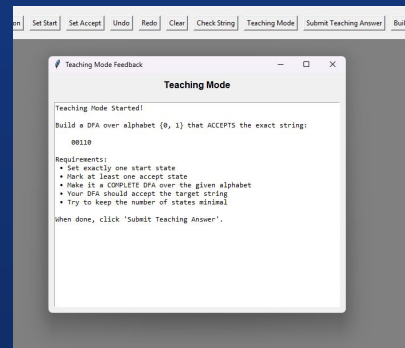 on Set Start Set Accept Undo Redo Clear Check String Teaching Mode Submit Teaching Answer Buil
Teaching Mode Feedback
Teaching Mode
Teaching Mode Started!
Build a DFA over alphabet {0, 1} that ACCEPTS the exact string:
00110
Requirements:
• Set exactly one start state
• Mark at least one accept state
• Make it a COMPLETE DFA over the given alphabet
• Your DFA should accept the target string
• Try to keep the number of states minimal
When done, click 'Submit Teaching Answer'.